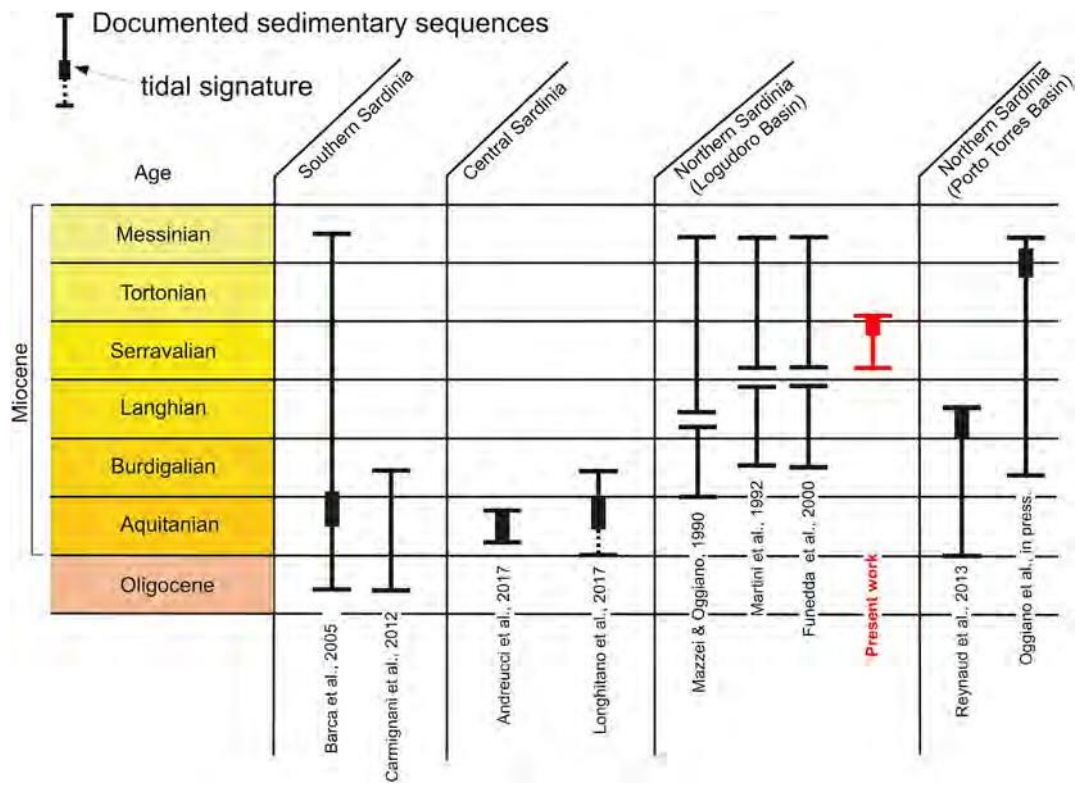 Documented sedimentary sequences
tidal signature
Southern Sardinia
Central Sardinia
Northern Sardinia
(Logudoro Basin)
Northern Sardinia
(Porto Torres Basin)
Age
Miocene
Messinian
Tortonian
Serravalian
Langhian
Burdigalian
Aquitanian
Oligocene
Barca et al., 2005
Carmignani et al., 2012
Andreucci et al., 2017
Longhitano et al., 2017
Mazzei & Oggiano, 1990
Martini et al., 1992
Funedda et al., 2000
Present work
Reynaud et al., 2013
Oggiano et al., in press.